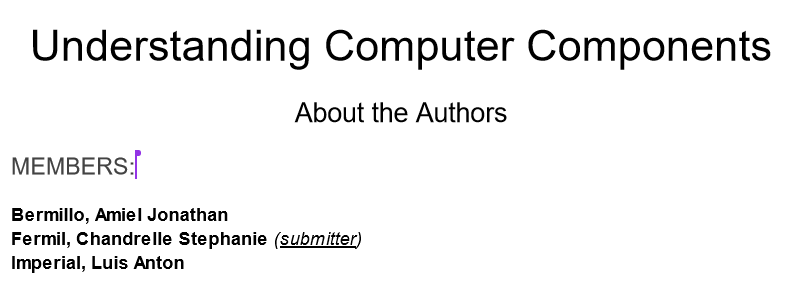 Understanding Computer Components
About the Authors
MEMBERS:
Bermillo, Amiel Jonathan
Fermil, Chandrelle Stephanie (submitter)
Imperial, Luis Anton